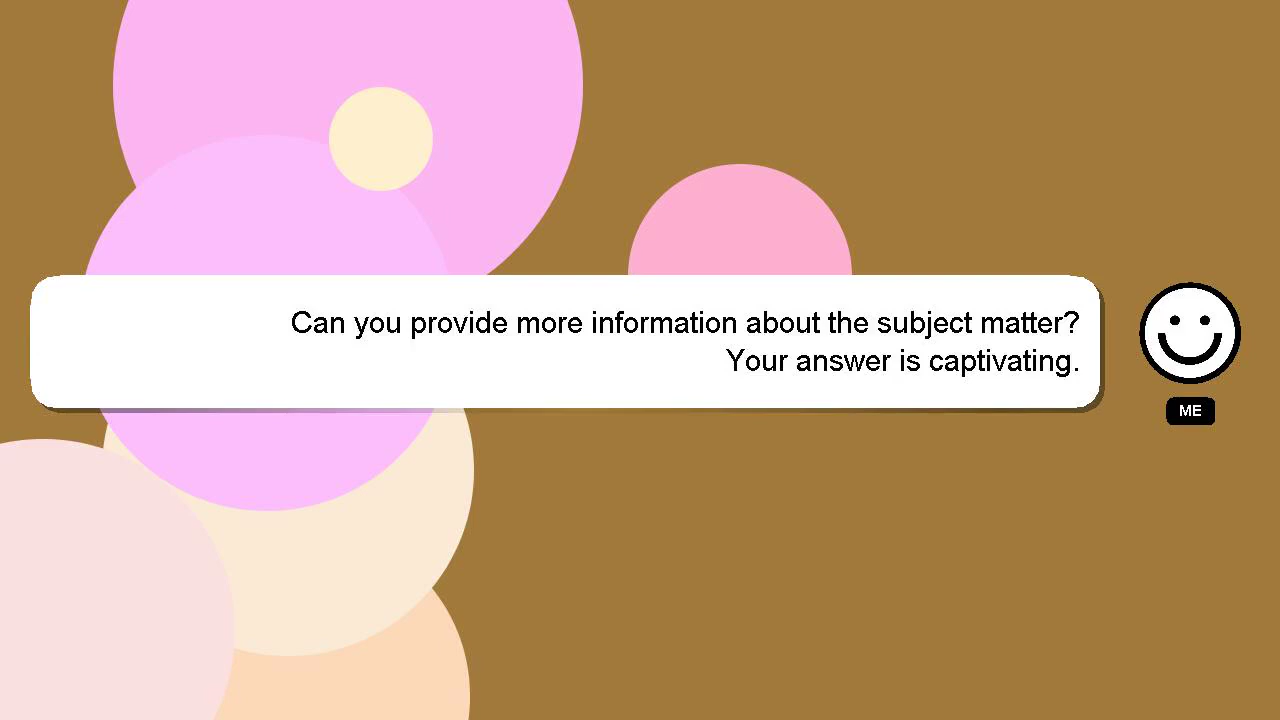 Can you provide more information about the subject matter?
Your answer is captivating.
ME